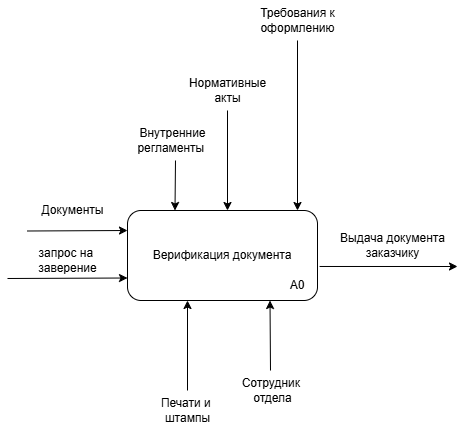 Требования к
оформлению
Нормативные
акты
Внутренние
регламенты
Документы
запрос на
заверение
Верификация документа
A0
Выдача документа
заказчику
Печати и
штампы
Сотрудник
отдела